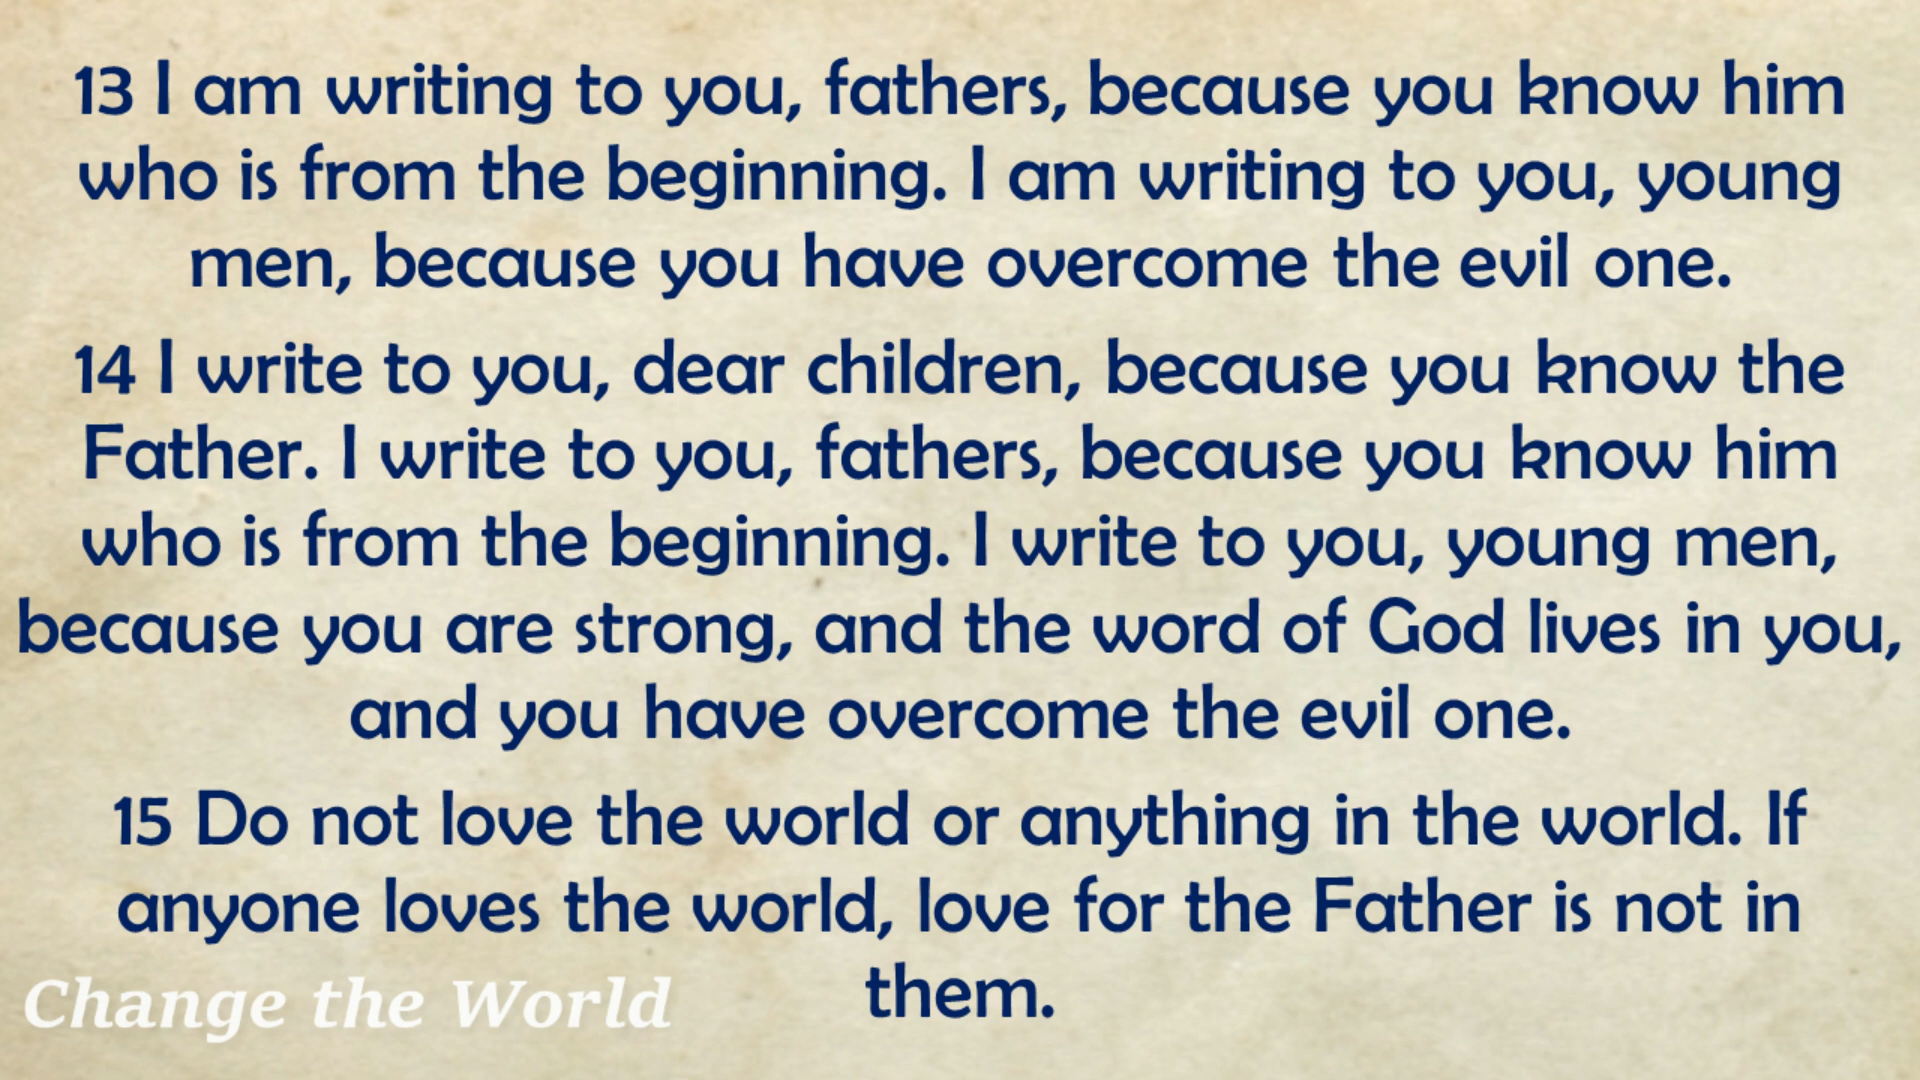 13 I am writing to you, fathers, because you know him
who is from the beginning. I am writing to you, young
men, because you have overcome the evil one.
14 I write to you, dear children, because you know the
Father. I write to you, fathers, because you know him
who is from the beginning. I write to you, young men,
because you are strong, and the word of God lives in you,
and you have overcome the evil one.
15 Do not love the world or anything in the world. If
anyone loves the world, love for the Father is not in
them.
Change the World